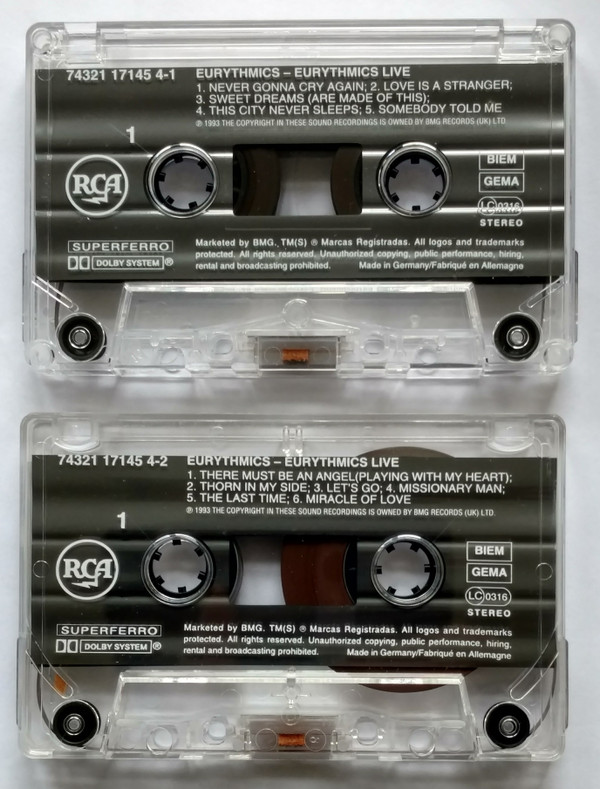 74321 17145 4-1 EURYTHMICS – EURYTHMICS LIVE
1. NEVER GONNA CRY AGAIN; 2. LOVE IS A STRANGER;
3. SWEET DREAMS (ARE MADE OF THIS);
4. THIS CITY NEVER SLEEPS; 5. SOMEBODY TOLD ME
℗ 1993 THE COPYRIGHT IN THESE SOUND RECORDINGS IS OWNED BY BMG RECORDS (UK) LTD
1
RCA
BIEM
GEMA
LC 0316
STEREO
SUPERFERRO
DOLBY SYSTEM ®
Marketed by BMG. TM(S) ® Marcas Registradas. All logos and trademarks
protected. All rights reserved. Unauthorized copying, public performance, hiring,
rental and broadcasting prohibited. Made in Germany/Fabriqué en Allemagne
74321 17145 4-2 EURYTHMICS – EURYTHMICS LIVE
1. THERE MUST BE AN ANGEL(PLAYING WITH MY HEART);
2. THORN IN MY SIDE; 3. LET'S GO; 4. MISSIONARY MAN;
5. THE LAST TIME; 6. MIRACLE OF LOVE
℗ 1993 THE COPYRIGHT IN THESE SOUND RECORDINGS IS OWNED BY BMG RECORDS (UK) LTD.
1
RCA
BIEM
GEMA
LC 0316
STEREO
SUPERFERRO
DOLBY SYSTEM ®
Marketed by BMG. TM(S) ® Marcas Registradas. All logos and trademarks
protected. All rights reserved. Unauthorized copying, public performance, hiring,
rental and broadcasting prohibited. Made in Germany/Fabriqué en Allemagne